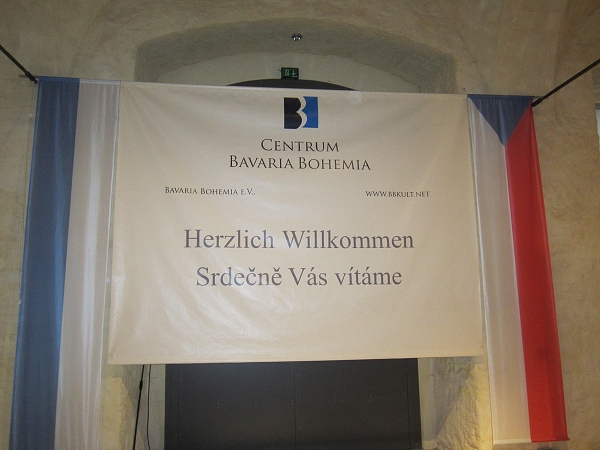 B
CENTRUM
BAVARIA BOHEMIA
BAVARIA BOHEMIA E.V.
WWW.BBKULT.NET
Herzlich Willkommen
Srdečně Vás vítáme